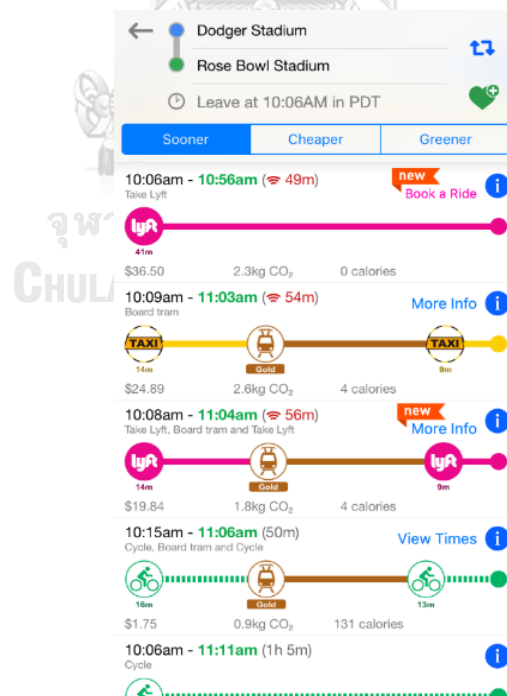 Dodger Stadium
Rose Bowl Stadium
Leave at 10:06AM in PDT
Sooner Cheaper Greener
10:06am - 10:56am (49m) new
Take Lyft Book a Ride i
lyft
41m
$36.50 2.3kg CO₂ 0 calories
10:09am - 11:03am (54m) More Info i
Board tram
TAXI TAXI
14m Gold 9m
$24.89 2.6kg CO₂ 4 calories
10:08am - 11:04am (56m) new
Take Lyft, Board tram and Take Lyft More Info i
lyft lyft
14m Gold 9m
$19.84 1.8kg CO₂ 4 calories
10:15am - 11:06am (50m) View Times i
Cycle, Board tram and Cycle
16m Gold 13m
$1.75 0.9kg CO₂ 131 calories
10:06am - 11:11am (1h 5m) i
Cycle